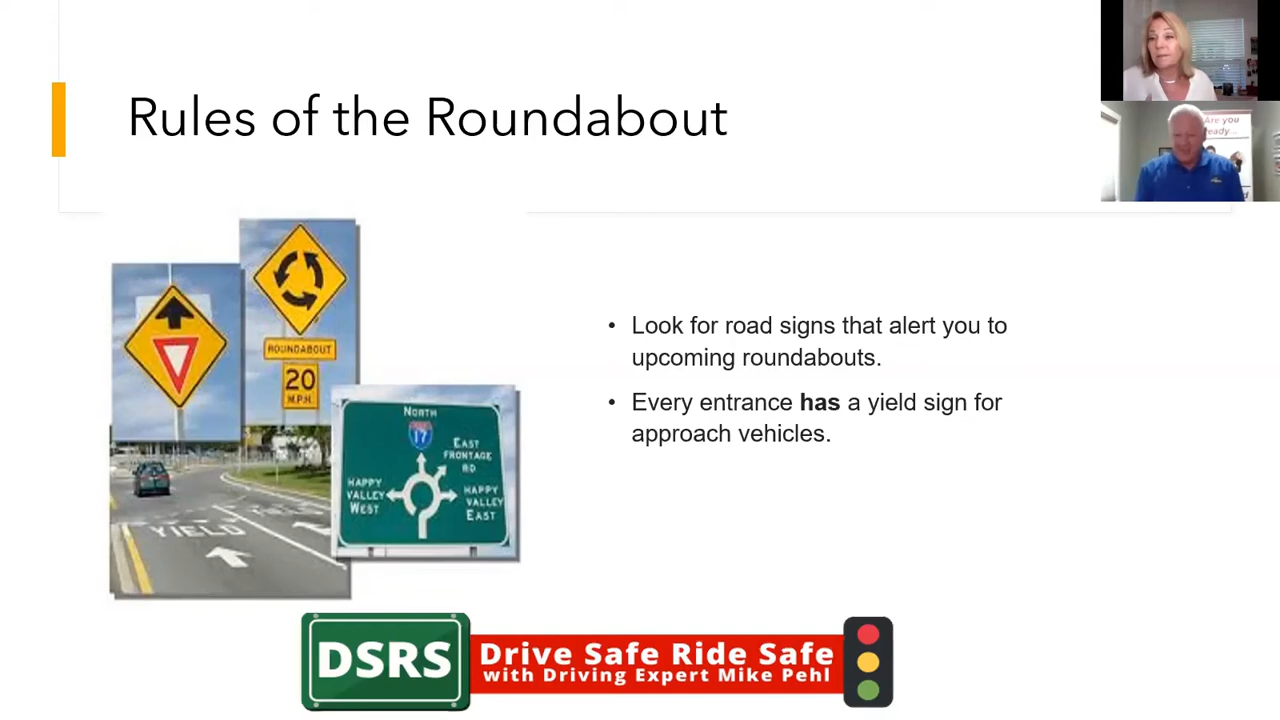 Rules of the Roundabout
Are you
ROUNDABOUT
20
M.P.H.
NORTH
17
EAST
FRONTAGE
RD
HAPPY
VALLEY
WEST
HAPPY
VALLEY
EAST
YIELD
• Look for road signs that alert you to
upcoming roundabouts.
• Every entrance has a yield sign for
approach vehicles.
DSRS
Drive Safe Ride Safe
with Driving Expert Mike Pehl